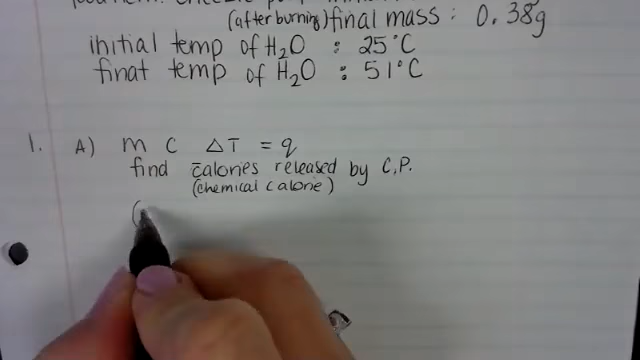 (after burning) final mass : 0.38g
initial temp of H₂O : 25°C
final temp of H₂O : 51°C
1. A) m C ΔT = q
find calories released by C.P.
(chemical calorie)
(